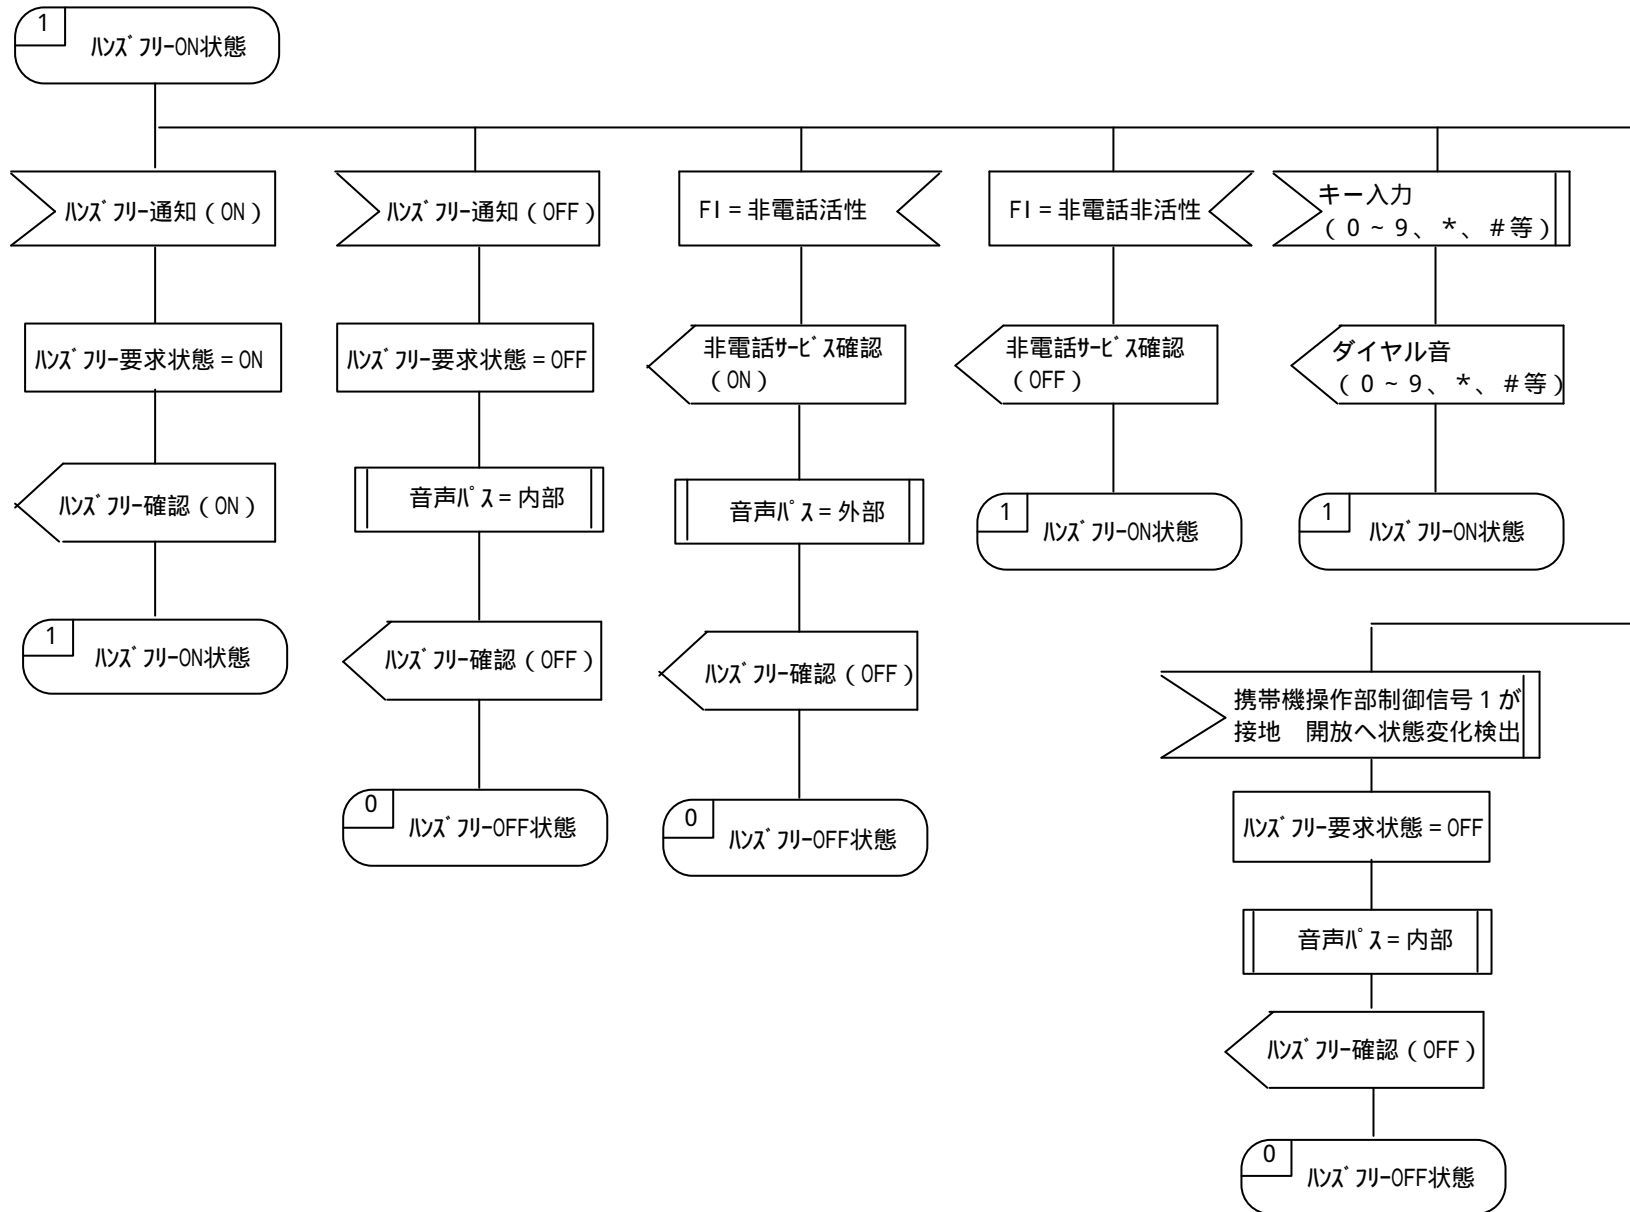 1
ﾊﾝｽﾞﾌﾘｰON状態
ﾊﾝｽﾞﾌﾘｰ通知（ON）
ﾊﾝｽﾞﾌﾘｰ通知（OFF）
FI＝非電話活性
FI＝非電話非活性
キー入力
（０~９、＊、＃等）
ﾊﾝｽﾞﾌﾘｰ要求状態＝ON
ﾊﾝｽﾞﾌﾘｰ要求状態＝OFF
非電話ｻｰﾋﾞｽ確認
（ON）
非電話ｻｰﾋﾞｽ確認
（OFF）
ダイヤル音
（０~９、＊、＃等）
ﾊﾝｽﾞﾌﾘｰ確認（ON）
音声ﾊﾟｽ＝内部
音声ﾊﾟｽ＝外部
1
ﾊﾝｽﾞﾌﾘｰON状態
1
ﾊﾝｽﾞﾌﾘｰON状態
1
ﾊﾝｽﾞﾌﾘｰON状態
ﾊﾝｽﾞﾌﾘｰ確認（OFF）
ﾊﾝｽﾞﾌﾘｰ確認（OFF）
携帯機操作部制御信号１が
接地　開放へ状態変化検出
0
ﾊﾝｽﾞﾌﾘｰOFF状態
0
ﾊﾝｽﾞﾌﾘｰOFF状態
ﾊﾝｽﾞﾌﾘｰ要求状態＝OFF
音声ﾊﾟｽ＝内部
ﾊﾝｽﾞﾌﾘｰ確認（OFF）
0
ﾊﾝｽﾞﾌﾘｰOFF状態